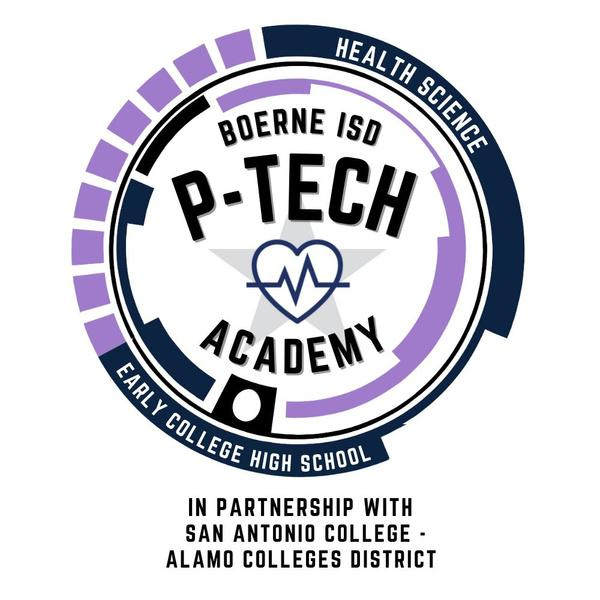 HEALTH SCIENCE
BOERNE ISD
P-TECH
ACADEMY
EARLY COLLEGE HIGH SCHOOL
IN PARTNERSHIP WITH
SAN ANTONIO COLLEGE -
ALAMO COLLEGES DISTRICT